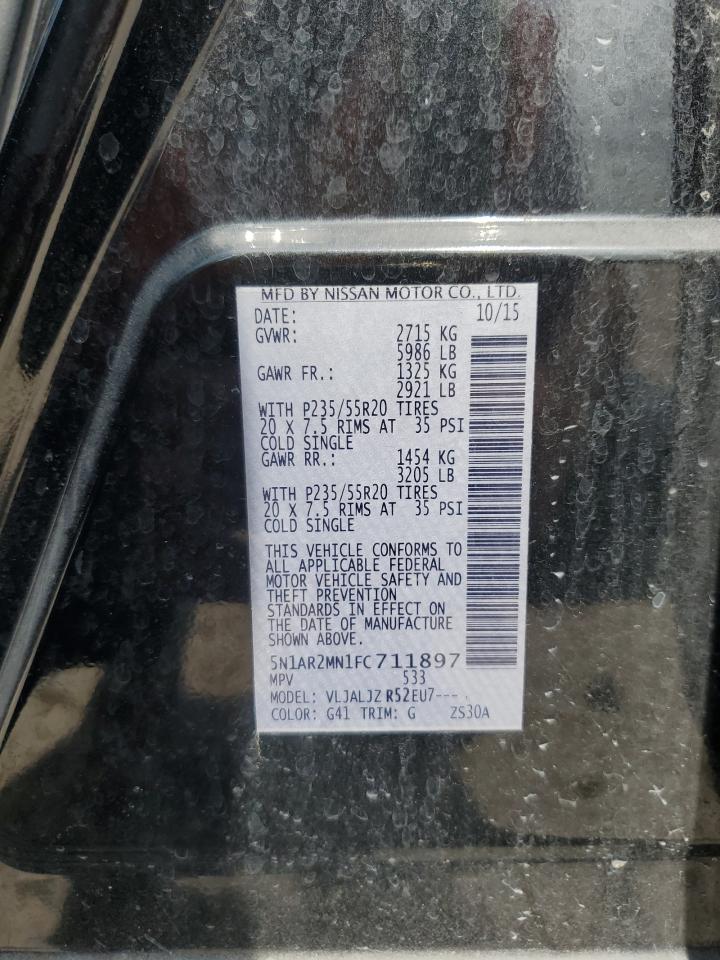 MFD BY NISSAN MOTOR CO., LTD.
DATE: 10/15
GVWR: 2715 KG
5986 LB
GAWR FR.: 1325 KG
2921 LB
WITH P235/55R20 TIRES
20 X 7.5 RIMS AT 35 PSI
COLD SINGLE
GAWR RR.: 1454 KG
3205 LB
WITH P235/55R20 TIRES
20 X 7.5 RIMS AT 35 PSI
COLD SINGLE
THIS VEHICLE CONFORMS TO
ALL APPLICABLE FEDERAL
MOTOR VEHICLE SAFETY AND
THEFT PREVENTION
STANDARDS IN EFFECT ON
THE DATE OF MANUFACTURE
SHOWN ABOVE.
5N1AR2MN1FC711897
MPV 533
MODEL: VLJALJZ R52EU7---
COLOR: G41 TRIM: G ZS30A